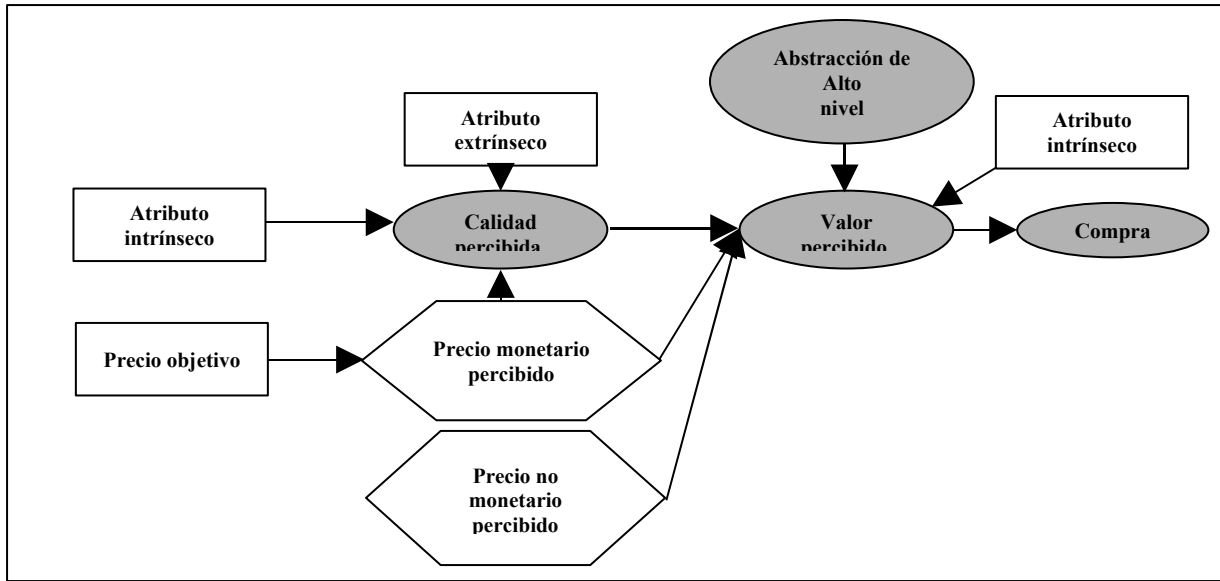 Abstracción de
Alto
nivel
Atributo
extrínseco
Atributo
intrínseco
Atributo
intrínseco
Calidad
percibida
Valor
percibido
Compra
Precio objetivo
Precio monetario
percibido
Precio no
monetario
percibido